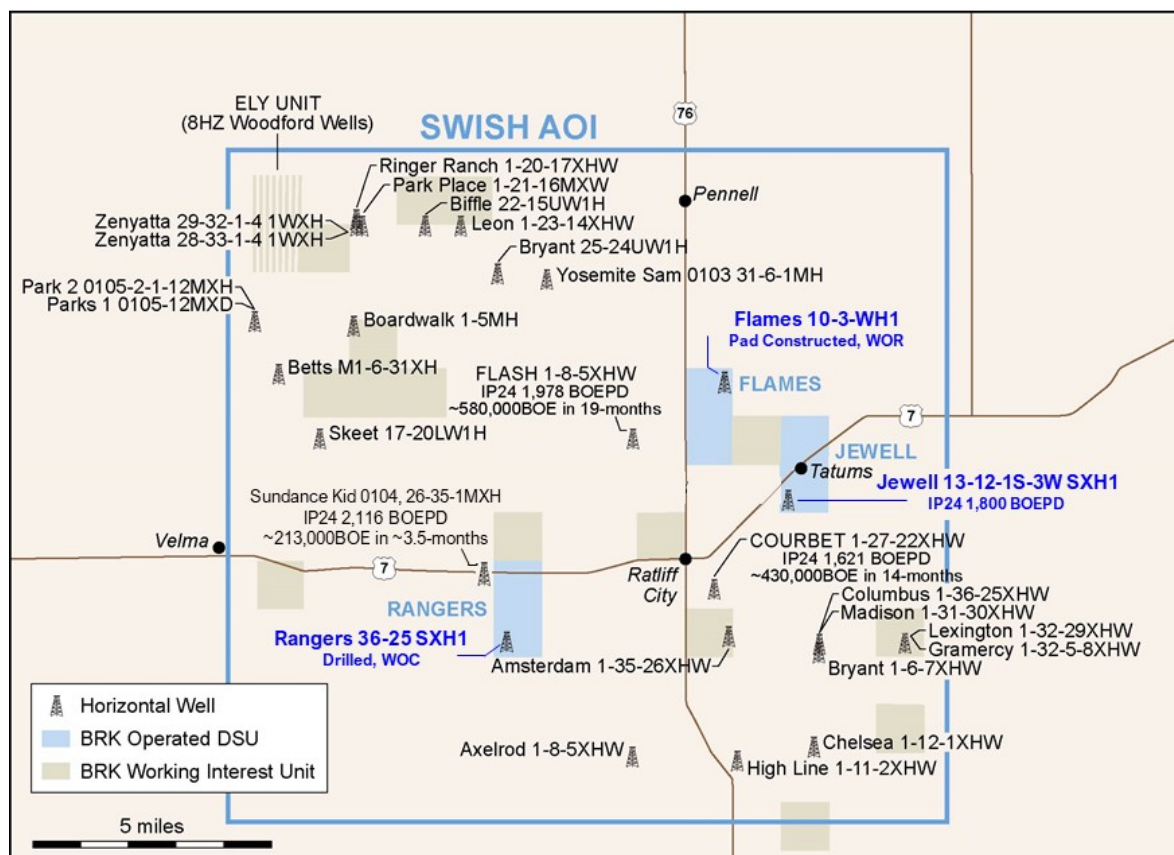 ELY UNIT
(8HZ Woodford Wells)
SWISH AOI
76
Ringer Ranch 1-20-17XHW
Park Place 1-21-16MXW
Biffle 22-15UW1H
Leon 1-23-14XHW
Pennell
Zenyatta 29-32-1-4 1WXH
Zenyatta 28-33-1-4 1WXH
Bryant 25-24UW1H
Yosemite Sam 0103 31-6-1MH
Park 2 0105-2-1-12MXH
Parks 1 0105-12MXD
Boardwalk 1-5MH
Flames 10-3-WH1
Pad Constructed, WOR
Betts M1-6-31XH
FLASH 1-8-5XHW
IP24 1,978 BOEPD
~580,000BOE in 19-months
FLAMES
7
Skeet 17-20LW1H
JEWELL
Tatums
Jewell 13-12-1S-3W SXH1
IP24 1,800 BOEPD
Sundance Kid 0104, 26-35-1MXH
IP24 2,116 BOEPD
~213,000BOE in ~3.5-months
Velma
7
Ratliff
City
COURBET 1-27-22XHW
IP24 1,621 BOEPD
~430,000BOE in 14-months
Columbus 1-36-25XHW
Madison 1-31-30XHW
RANGERS
Rangers 36-25 SXH1
Drilled, WOC
Amsterdam 1-35-26XHW
Lexington 1-32-29XHW
Gramercy 1-32-5-8XHW
Bryant 1-6-7XHW
Horizontal Well
BRK Operated DSU
BRK Working Interest Unit
Axelrod 1-8-5XHW
Chelsea 1-12-1XHW
High Line 1-11-2XHW
5 miles